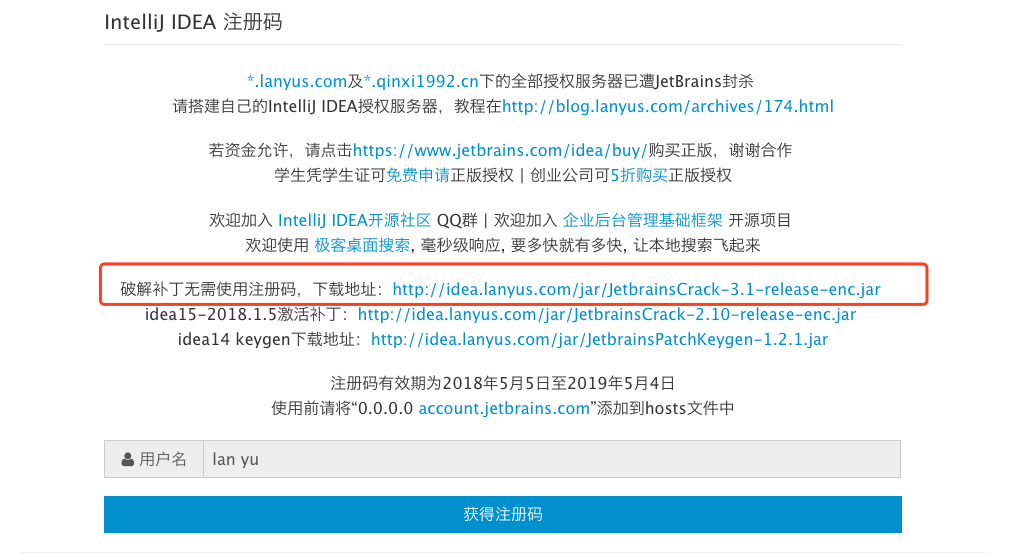 IntelliJ IDEA 注册码
*.lanyus.com及*.qinxi1992.cn下的全部授权服务器已遭JetBrains封杀
请搭建自己的IntelliJ IDEA授权服务器，教程在http://blog.lanyus.com/archives/174.html
若资金允许，请点击https://www.jetbrains.com/idea/buy/购买正版，谢谢合作
学生凭学生证可免费申请正版授权 | 创业公司可5折购买正版授权
欢迎加入 IntelliJ IDEA开源社区 QQ群 | 欢迎加入 企业后台管理基础框架 开源项目
欢迎使用 极客桌面搜索, 毫秒级响应, 要多快就有多快, 让本地搜索飞起来
破解补丁无需使用注册码，下载地址：http://idea.lanyus.com/jar/JetbrainsCrack-3.1-release-enc.jar
idea15-2018.1.5激活补丁：http://idea.lanyus.com/jar/JetbrainsCrack-2.10-release-enc.jar
idea14 keygen下载地址：http://idea.lanyus.com/jar/JetbrainsPatchKeygen-1.2.1.jar
注册码有效期为2018年5月5日至2019年5月4日
使用前请将“0.0.0.0 account.jetbrains.com”添加到hosts文件中
用户名 lan yu
获得注册码